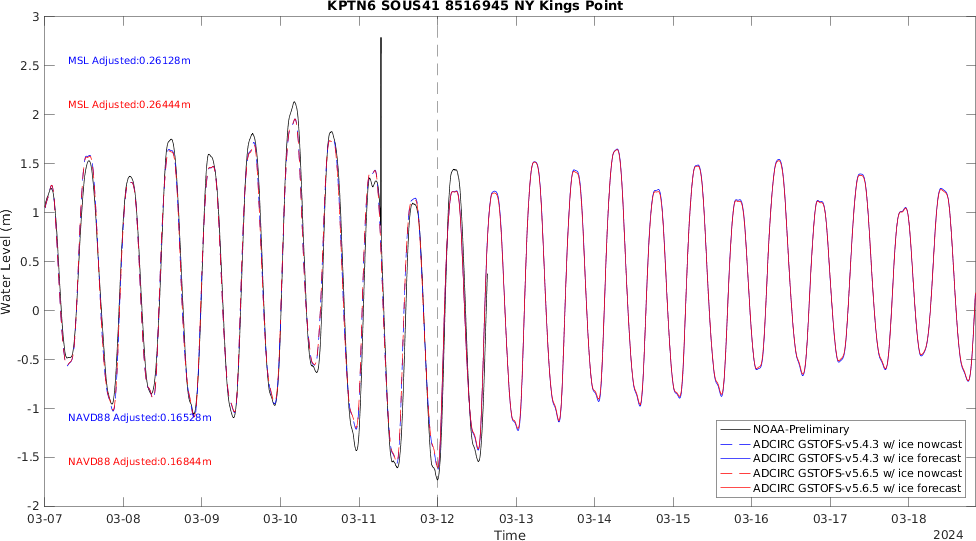 KPTN6 SOUS41 8516945 NY Kings Point
3
2.5
2
1.5
1
0.5
0
-0.5
-1
-1.5
-2
Water Level (m)
MSL Adjusted:0.26128m
MSL Adjusted:0.26444m
NAVD88 Adjusted:0.16528m
NAVD88 Adjusted:0.16844m
NOAA-Preliminary
ADCIRC GSTOFS-v5.4.3 w/ ice nowcast
ADCIRC GSTOFS-v5.4.3 w/ ice forecast
ADCIRC GSTOFS-v5.6.5 w/ ice nowcast
ADCIRC GSTOFS-v5.6.5 w/ ice forecast
03-07 03-08 03-09 03-10 03-11 03-12 03-13 03-14 03-15 03-16 03-17 03-18
Time
2024